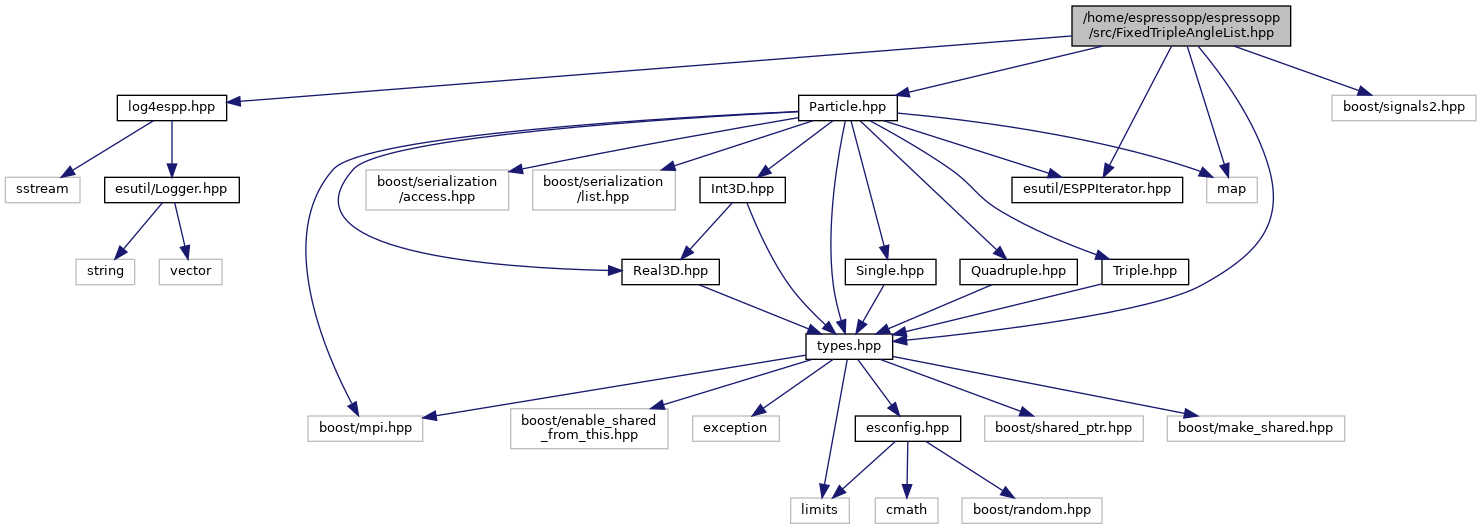 /home/espressopp/espressopp
/src/FixedTripleAngleList.hpp
log4espp.hpp
Particle.hpp
boost/signals2.hpp
sstream
esutil/Logger.hpp
boost/serialization
/access.hpp
boost/serialization
/list.hpp
Int3D.hpp
esutil/ESPPIterator.hpp
map
string
vector
Real3D.hpp
Single.hpp
Quadruple.hpp
Triple.hpp
types.hpp
boost/mpi.hpp
boost/enable_shared
_from_this.hpp
exception
esconfig.hpp
boost/shared_ptr.hpp
boost/make_shared.hpp
limits
cmath
boost/random.hpp